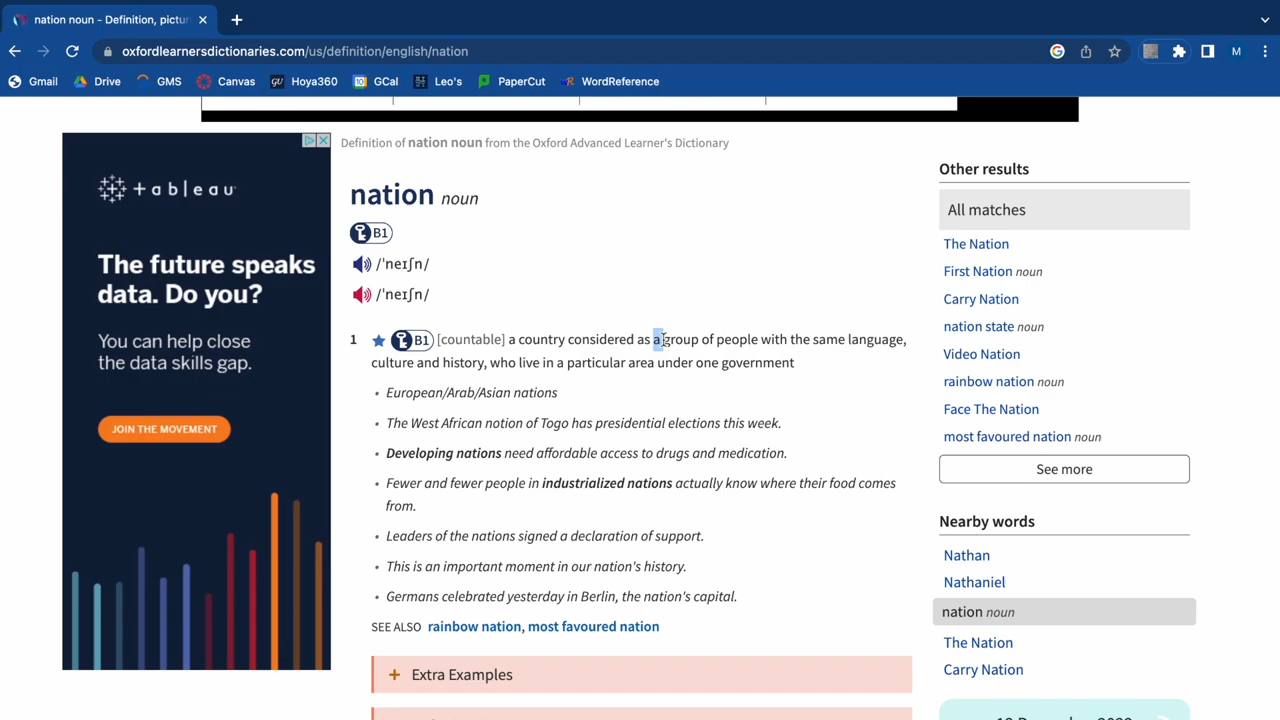 nation noun - Definition, pictur
oxfordlearnersdictionaries.com/us/definition/english/nation
M
Gmail Drive GMS Canvas GU Hoya360 10 GCal Leo's PaperCut WordReference
Definition of nation noun from the Oxford Advanced Learner's Dictionary
+ a b l e a u
The future speaks
data. Do you?
You can help close
the data skills gap.
JOIN THE MOVEMENT
nation noun
B1
/ˈneɪʃn/
/ˈneɪʃn/
1 B1 [countable] a country considered as a group of people with the same language,
culture and history, who live in a particular area under one government
• European/Arab/Asian nations
• The West African notion of Togo has presidential elections this week.
• Developing nations need affordable access to drugs and medication.
• Fewer and fewer people in industrialized nations actually know where their food comes
from.
• Leaders of the nations signed a declaration of support.
• This is an important moment in our nation's history.
• Germans celebrated yesterday in Berlin, the nation's capital.
SEE ALSO rainbow nation, most favoured nation
+ Extra Examples
Other results
All matches
The Nation
First Nation noun
Carry Nation
nation state noun
Video Nation
rainbow nation noun
Face The Nation
most favoured nation noun
See more
Nearby words
Nathan
Nathaniel
nation noun
The Nation
Carry Nation